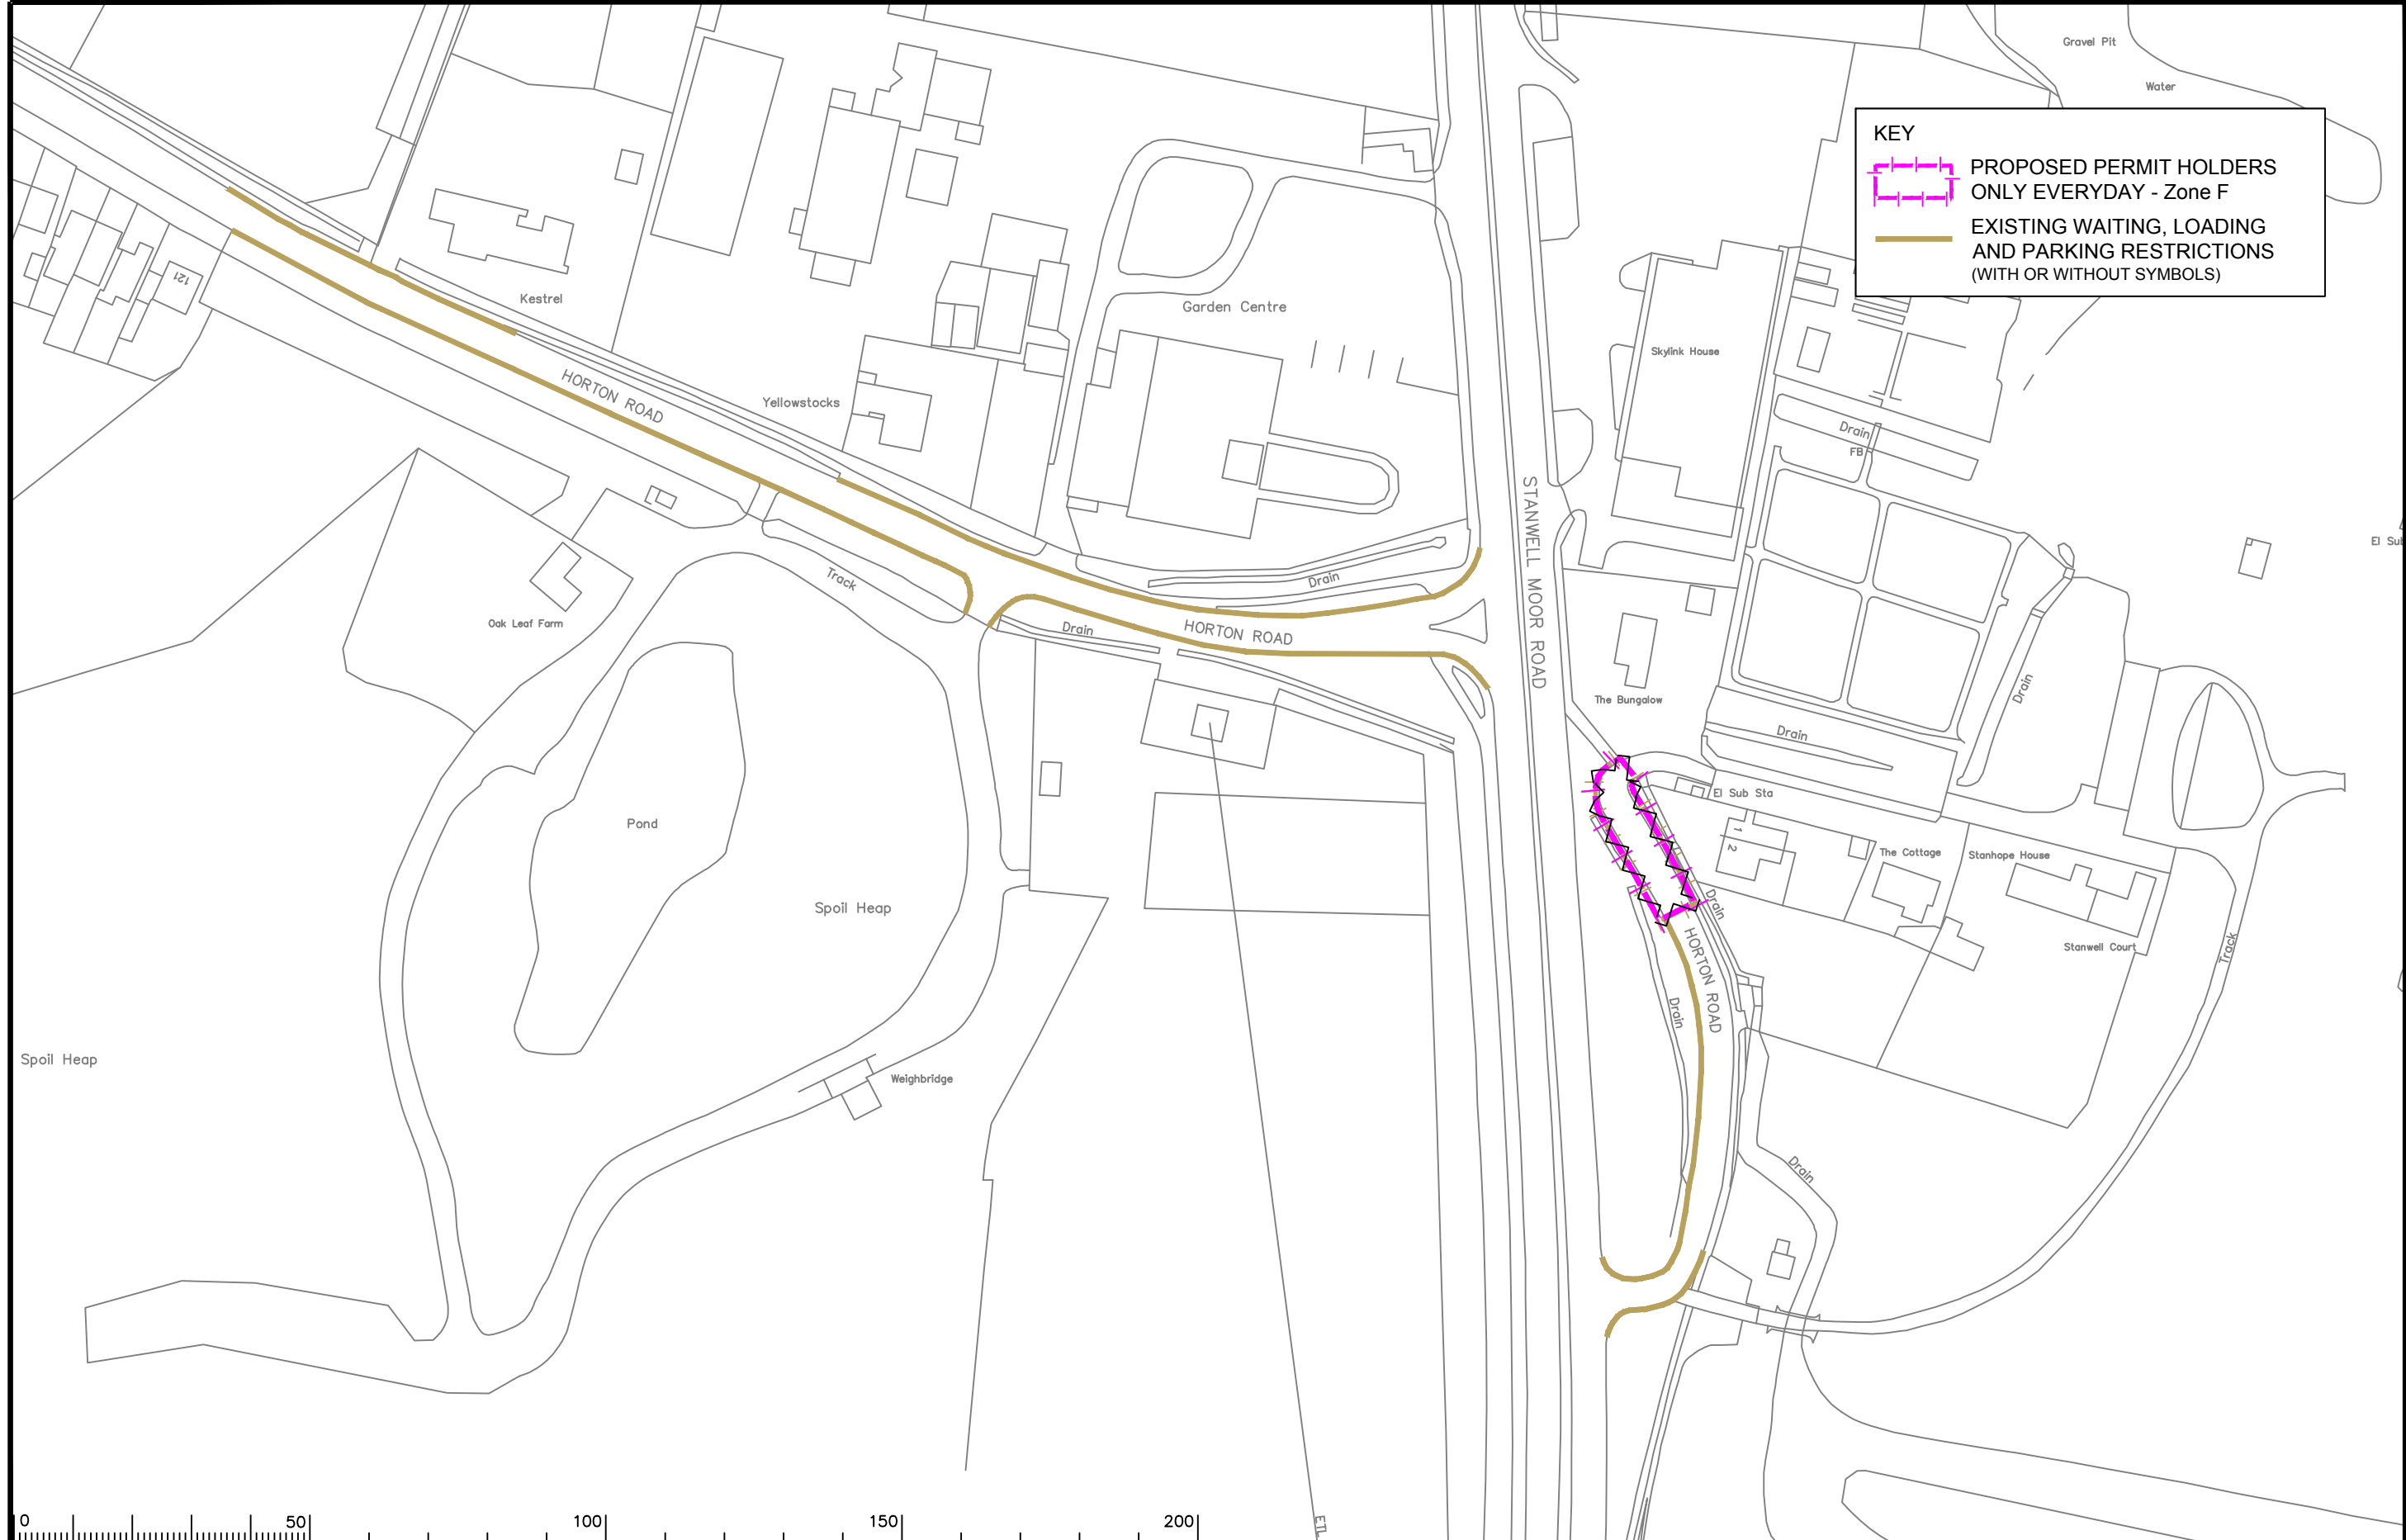 Gravel Pit
Water
KEY
PROPOSED PERMIT HOLDERS
ONLY EVERYDAY - Zone F
EXISTING WAITING, LOADING
AND PARKING RESTRICTIONS
(WITH OR WITHOUT SYMBOLS)
121
Kestrel
Garden Centre
Skylink House
HORTON ROAD
Yellowstocks
Drain
FB
STANWELL MOOR ROAD
El Sub
Track
Drain
Oak Leaf Farm
Drain
HORTON ROAD
The Bungalow
Drain
Drain
El Sub Sta
Pond
1
2
The Cottage
Stanhope House
Spoil Heap
Drain
HORTON ROAD
Stanwell Court
Track
Drain
Spoil Heap
Weighbridge
Drain
0
50
100
150
200
ETL